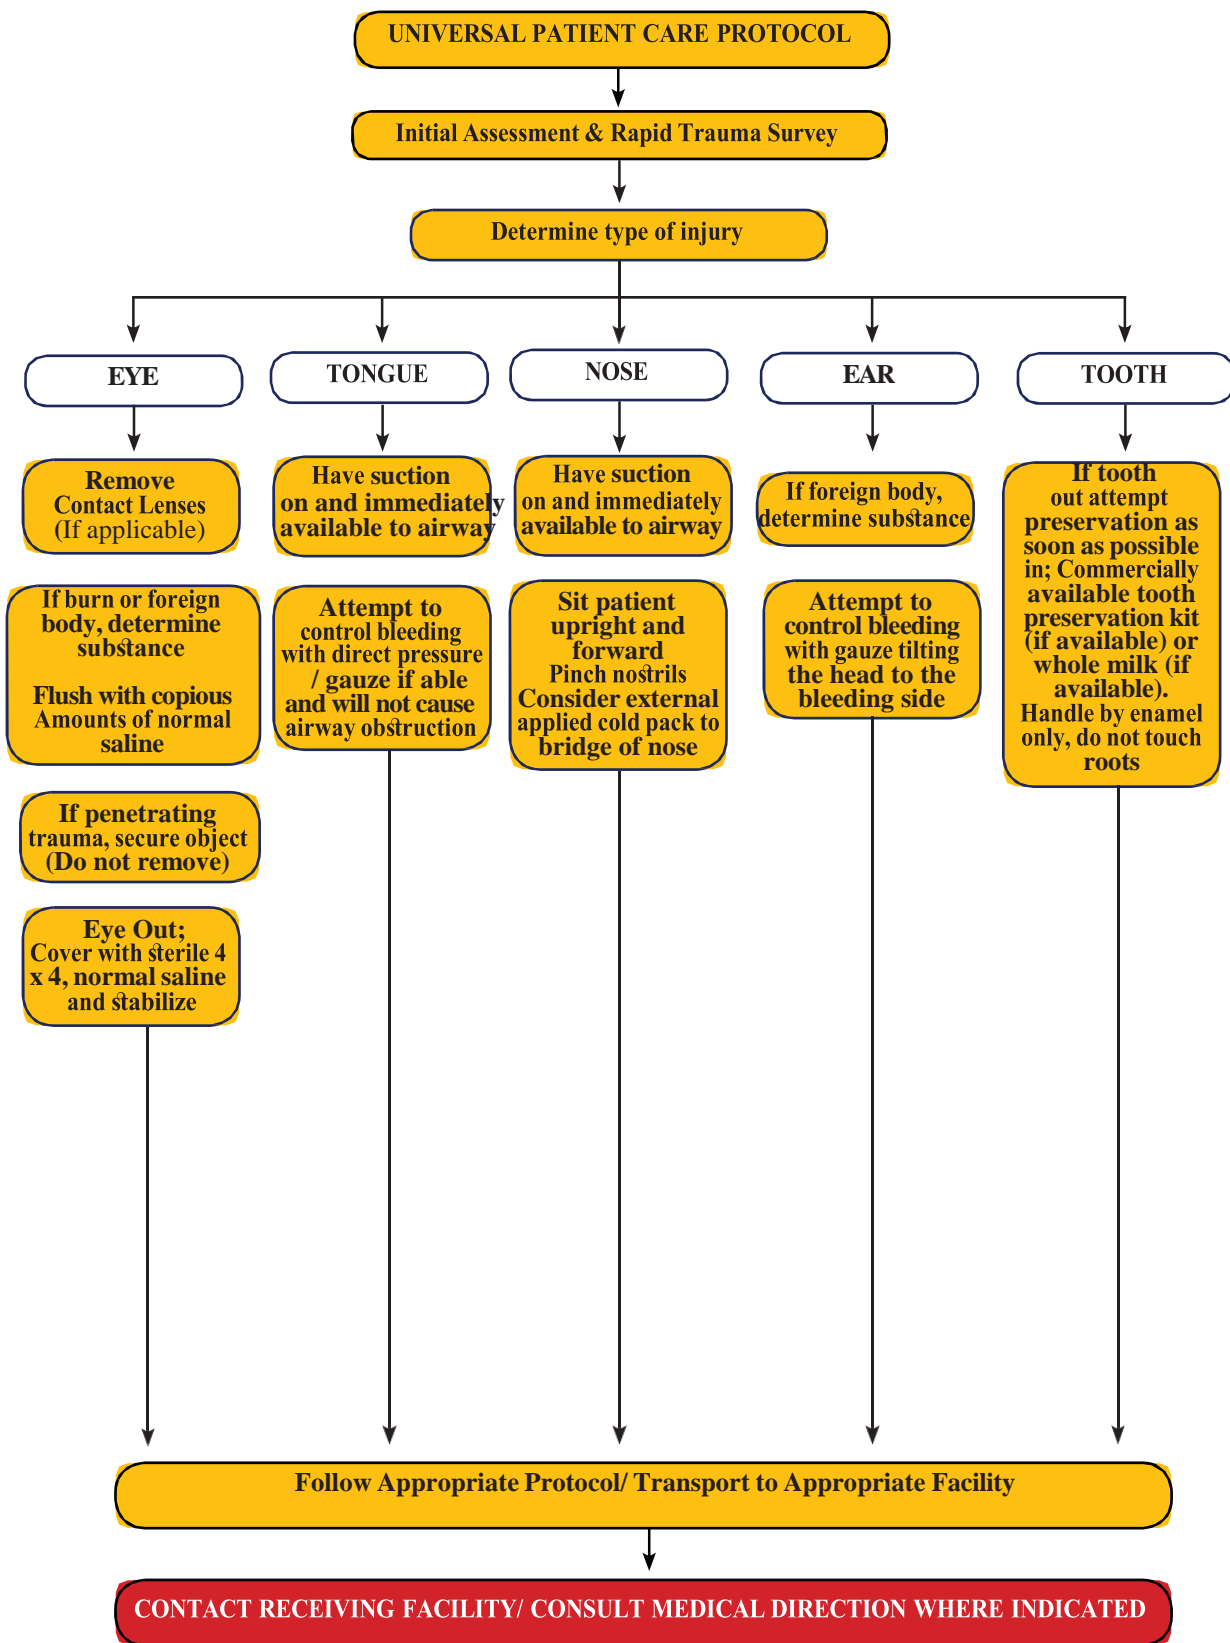 UNIVERSAL PATIENT CARE PROTOCOL
Initial Assessment & Rapid Trauma Survey
Determine type of injury
EYE
Remove
Contact Lenses
(If applicable)
If burn or foreign
body, determine
substance
Flush with copious
Amounts of normal
saline
If penetrating
trauma, secure object
(Do not remove)
Eye Out;
Cover with sterile 4
x 4, normal saline
and stabilize
TONGUE
Have suction
on and immediately
available to airway
Attempt to
control bleeding
with direct pressure
/ gauze if able
and will not cause
airway obstruction
NOSE
Have suction
on and immediately
available to airway
Sit patient
upright and
forward
Pinch nostrils
Consider external
applied cold pack to
bridge of nose
EAR
If foreign body,
determine substance
Attempt to
control bleeding
with gauze tilting
the head to the
bleeding side
TOOTH
If tooth
out attempt
preservation as
soon as possible
in; Commercially
available tooth
preservation kit
(if available) or
whole milk (if
available).
Handle by enamel
only, do not touch
roots
Follow Appropriate Protocol/ Transport to Appropriate Facility
CONTACT RECEIVING FACILITY/ CONSULT MEDICAL DIRECTION WHERE INDICATED